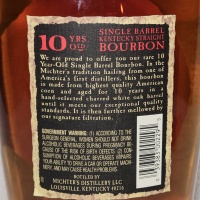 10 YRS OLD
SINGLE BARREL
KENTUCKY STRAIGHT
BOURBON
We are proud to offer you our rare 10
Year-Old Single Barrel Bourbon. In the
Michter's tradition hailing from one of
America's first distillers, this bourbon
is made from highest quality American
corn and aged for 10 years in
hand-selected charred white oak barrel
until it meets our exceptional quality
standards. It is then further mellowed by
our signature filtration.
GOVERNMENT WARNING: (1) ACCORDING TO
THE SURGEON GENERAL, WOMEN SHOULD NOT DRINK
ALCOHOLIC BEVERAGES DURING PREGNANCY BE-
CAUSE OF THE RISK OF BIRTH DEFECTS. (2) CON-
SUMPTION OF ALCOHOLIC BEVERAGES IMPAIRS
YOUR ABILITY TO DRIVE A CAR OR OPERATE MACHIN-
ERY, AND MAY CAUSE HEALTH PROBLEMS.
BOTTLED BY
MICHTER'S DISTILLERY LLC
LOUISVILLE KENTUCKY 40216